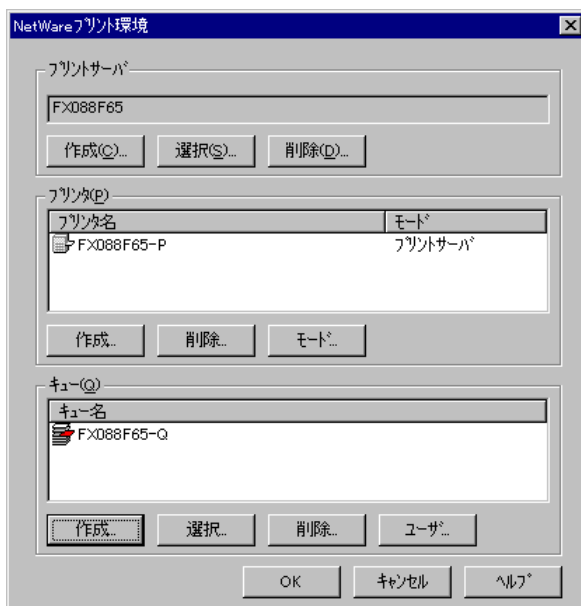 NetWareﾌﾟﾘﾝﾄ環境
ﾌﾟﾘﾝﾄｻｰﾊﾞ
FX088F65
作成(C)... 選択(S)... 削除(D)...
ﾌﾟﾘﾝﾀ(P)
ﾌﾟﾘﾝﾀ名 ﾓｰﾄﾞ
FX088F65-P ﾌﾟﾘﾝﾄｻｰﾊﾞ
作成... 削除... ﾓｰﾄﾞ...
ｷｭｰ(Q)
ｷｭｰ名
FX088F65-Q
作成... 選択... 削除... ﾕｰｻﾞ...
OK ｷｬﾝｾﾙ ﾍﾙﾌﾟ